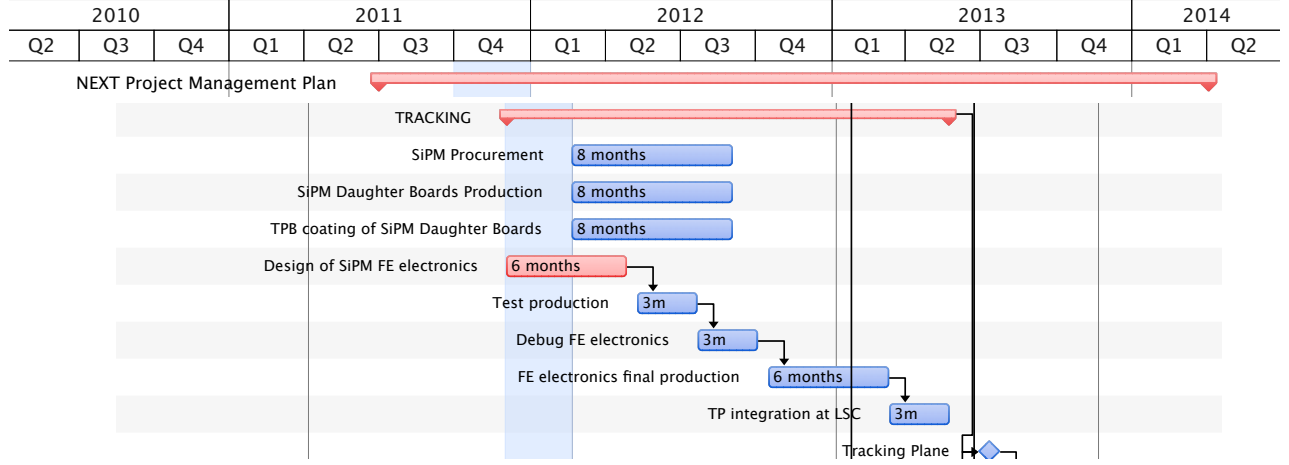 2010 2011 2012 2013 2014
Q2 Q3 Q4 Q1 Q2 Q3 Q4 Q1 Q2 Q3 Q4 Q1 Q2 Q3 Q4 Q1 Q2
NEXT Project Management Plan
TRACKING
SiPM Procurement 8 months
SiPM Daughter Boards Production 8 months
TPB coating of SiPM Daughter Boards 8 months
Design of SiPM FE electronics 6 months
Test production 3m
Debug FE electronics 3m
FE electronics final production 6 months
TP integration at LSC 3m
Tracking Plane